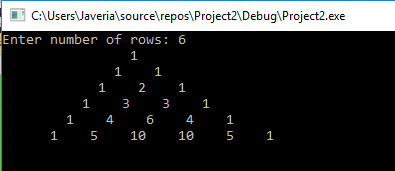 C:\Users\Javeria\source\repos\Project2\Debug\Project2.exe
Enter number of rows: 6
1
1 1
1 2 1
1 3 3 1
1 4 6 4 1
1 5 10 10 5 1